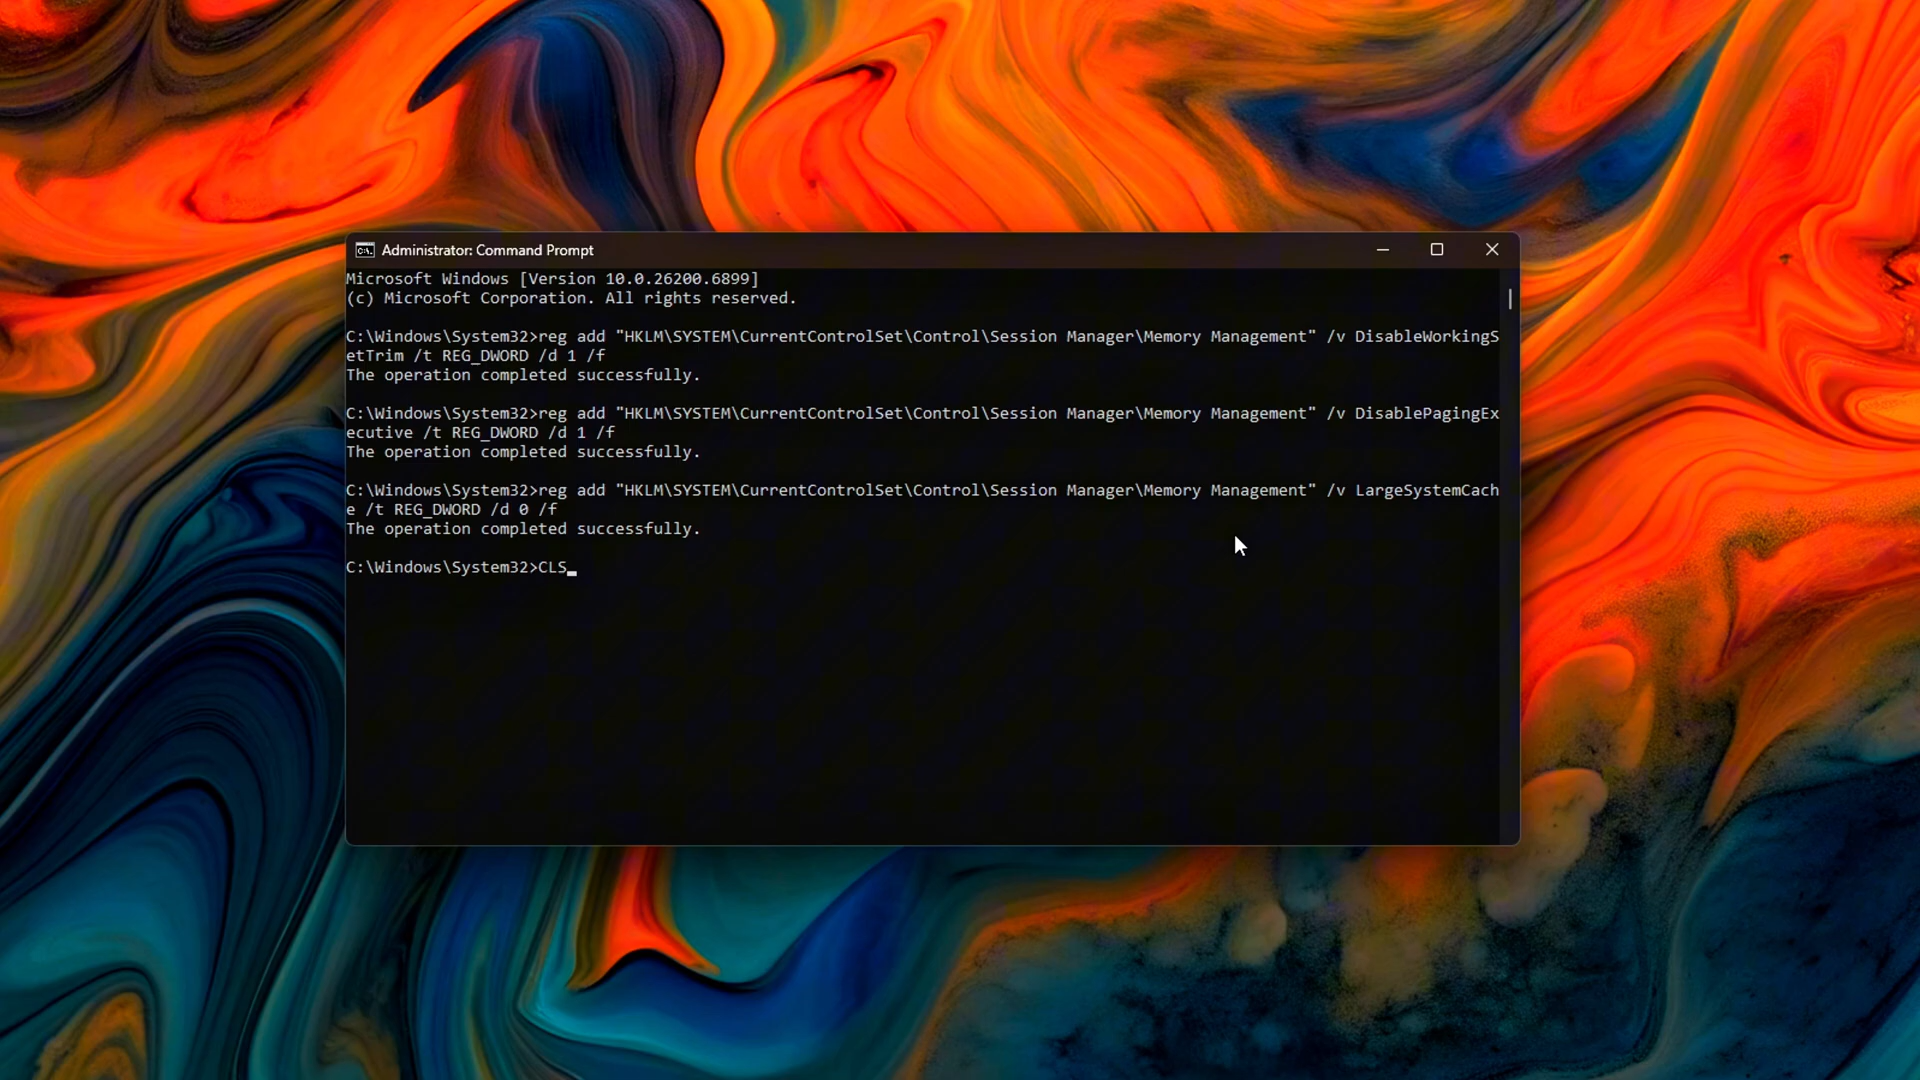 Administrator: Command Prompt
Microsoft Windows [Version 10.0.26200.6899]
(c) Microsoft Corporation. All rights reserved.
C:\Windows\System32>reg add "HKLM\SYSTEM\CurrentControlSet\Control\Session Manager\Memory Management" /v DisableWorkingS
etTrim /t REG_DWORD /d 1 /f
The operation completed successfully.
C:\Windows\System32>reg add "HKLM\SYSTEM\CurrentControlSet\Control\Session Manager\Memory Management" /v DisablePagingEx
ecutive /t REG_DWORD /d 1 /f
The operation completed successfully.
C:\Windows\System32>reg add "HKLM\SYSTEM\CurrentControlSet\Control\Session Manager\Memory Management" /v LargeSystemCach
e /t REG_DWORD /d 0 /f
The operation completed successfully.
C:\Windows\System32>CLS